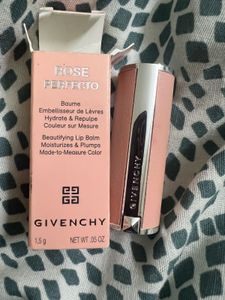 ROSE
PERFECTO
Baume
Embellisseur de Lèvres
Hydrate & Repulpe
Couleur sur Mesure
Beautifying Lip Balm
Moisturizes & Plumps
Made-to-Measure Color
GIVENCHY
1,5 g
NET WT .05 OZ